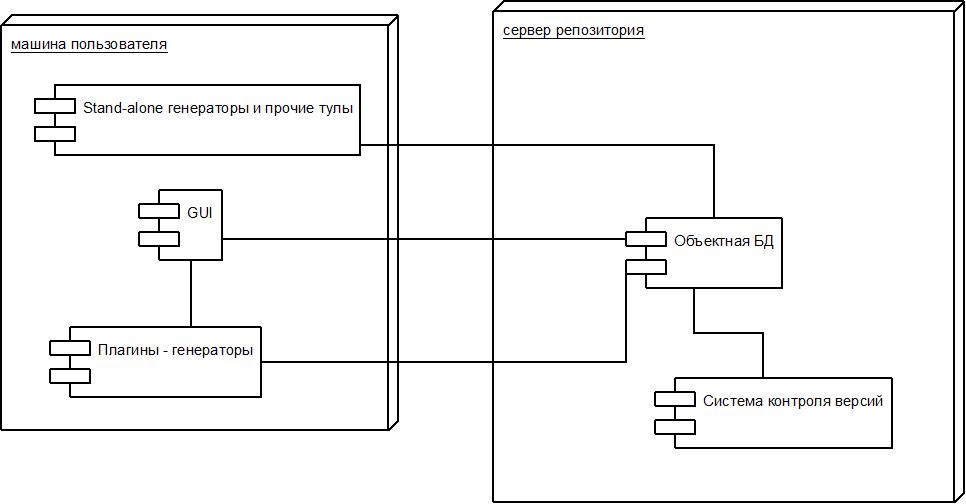 машина пользователя
Stand-alone генераторы и прочие тулы
GUI
Плагины - генераторы
сервер репозитория
Объектная БД
Система контроля версий